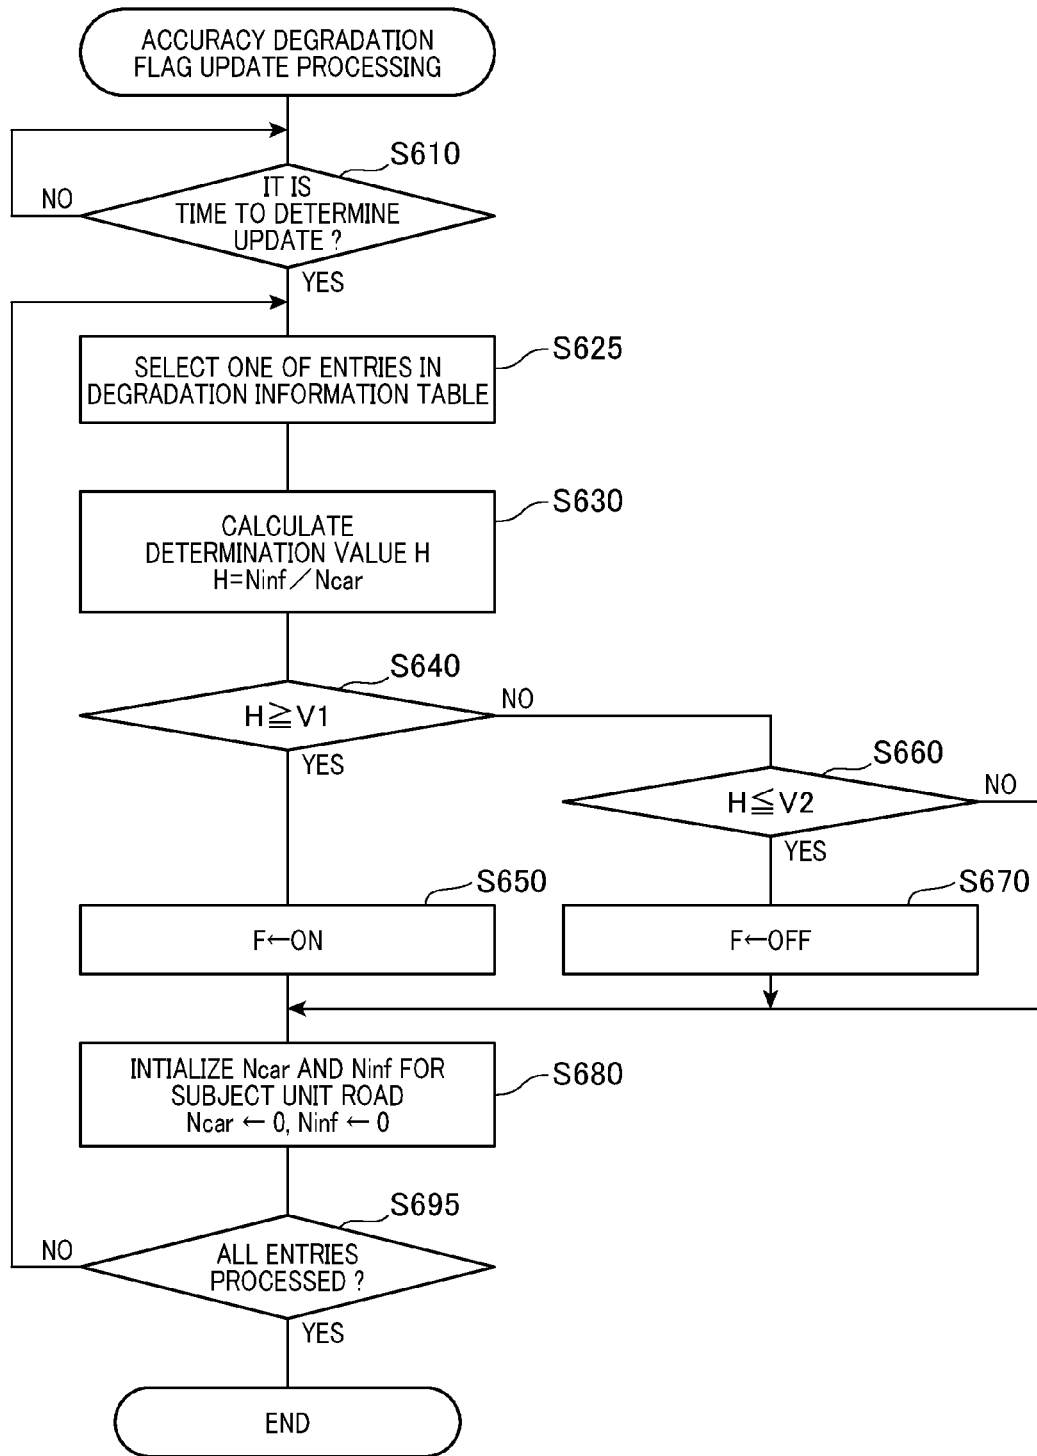 ACCURACY DEGRADATION
FLAG UPDATE PROCESSING
S610
IT IS
TIME TO DETERMINE
UPDATE ?
NO
YES
S625
SELECT ONE OF ENTRIES IN
DEGRADATION INFORMATION TABLE
S630
CALCULATE
DETERMINATION VALUE H
H=Ninf／Ncar
S640
H≧V1
NO
YES
S660
H≦V2
NO
YES
S650
F←ON
S670
F←OFF
S680
INTIALIZE Ncar AND Ninf FOR
SUBJECT UNIT ROAD
Ncar ← 0, Ninf ← 0
S695
ALL ENTRIES
PROCESSED ?
NO
YES
END